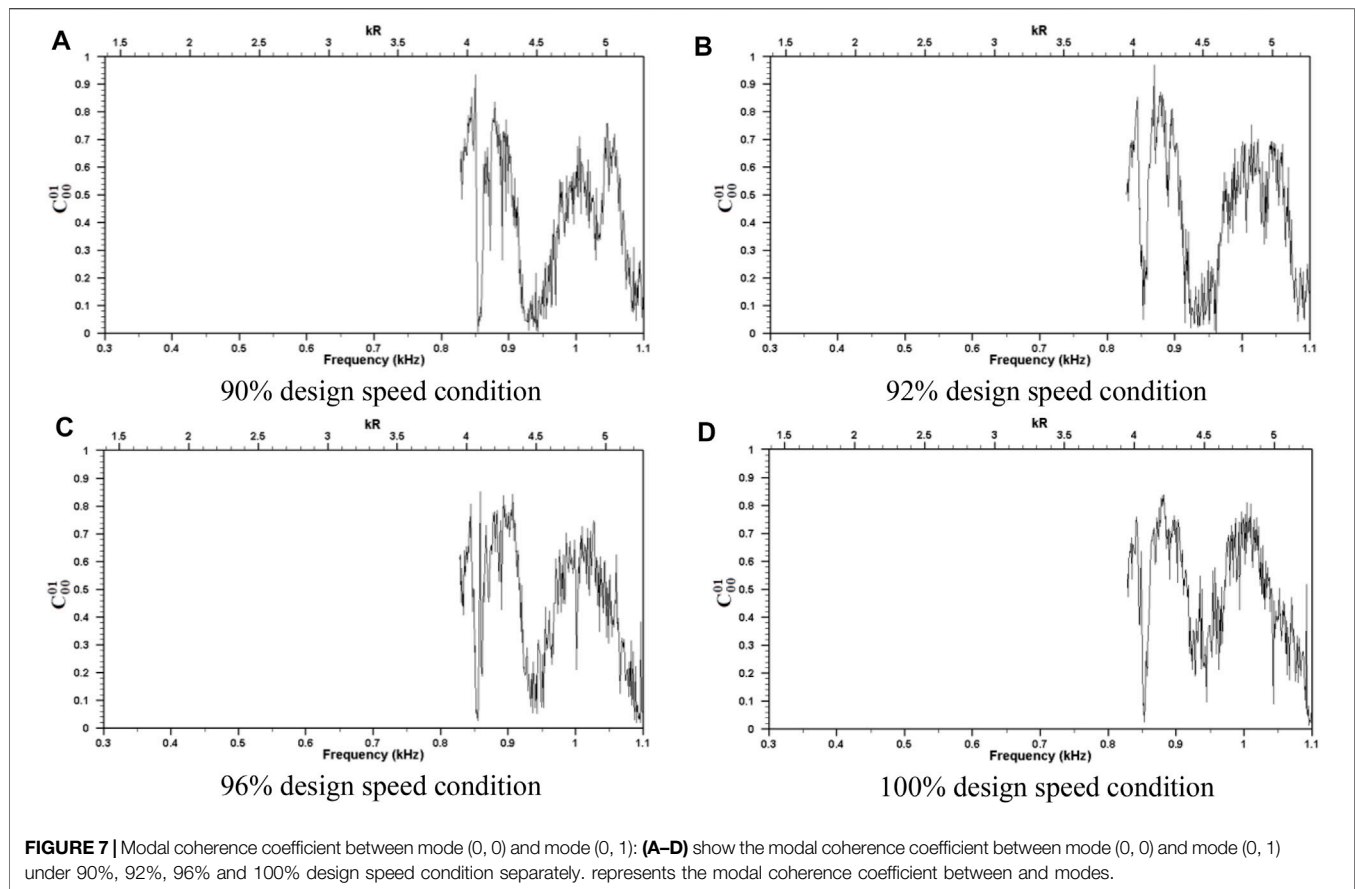 A
kR
1.5 2 2.5 3 3.5 4 4.5 5
1
0.9
0.8
0.7
0.6
0.5
0.4
0.3
0.2
0.1
0
C 01 00
0.3 0.4 0.5 0.6 0.7 0.8 0.9 1 1.1
Frequency (kHz)
90% design speed condition
B
kR
1.5 2 2.5 3 3.5 4 4.5 5
1
0.9
0.8
0.7
0.6
0.5
0.4
0.3
0.2
0.1
0
C 01 00
0.3 0.4 0.5 0.6 0.7 0.8 0.9 1 1.1
Frequency (kHz)
92% design speed condition
C
kR
1.5 2 2.5 3 3.5 4 4.5 5
1
0.9
0.8
0.7
0.6
0.5
0.4
0.3
0.2
0.1
0
C 01 00
0.3 0.4 0.5 0.6 0.7 0.8 0.9 1 1.1
Frequency (kHz)
96% design speed condition
D
kR
1.5 2 2.5 3 3.5 4 4.5 5
1
0.9
0.8
0.7
0.6
0.5
0.4
0.3
0.2
0.1
0
C 01 00
0.3 0.4 0.5 0.6 0.7 0.8 0.9 1 1.1
Frequency (kHz)
100% design speed condition
FIGURE 7 | Modal coherence coefficient between mode (0, 0) and mode (0, 1): (A–D) show the modal coherence coefficient between mode (0, 0) and mode (0, 1)
under 90%, 92%, 96% and 100% design speed condition separately. represents the modal coherence coefficient between and modes.